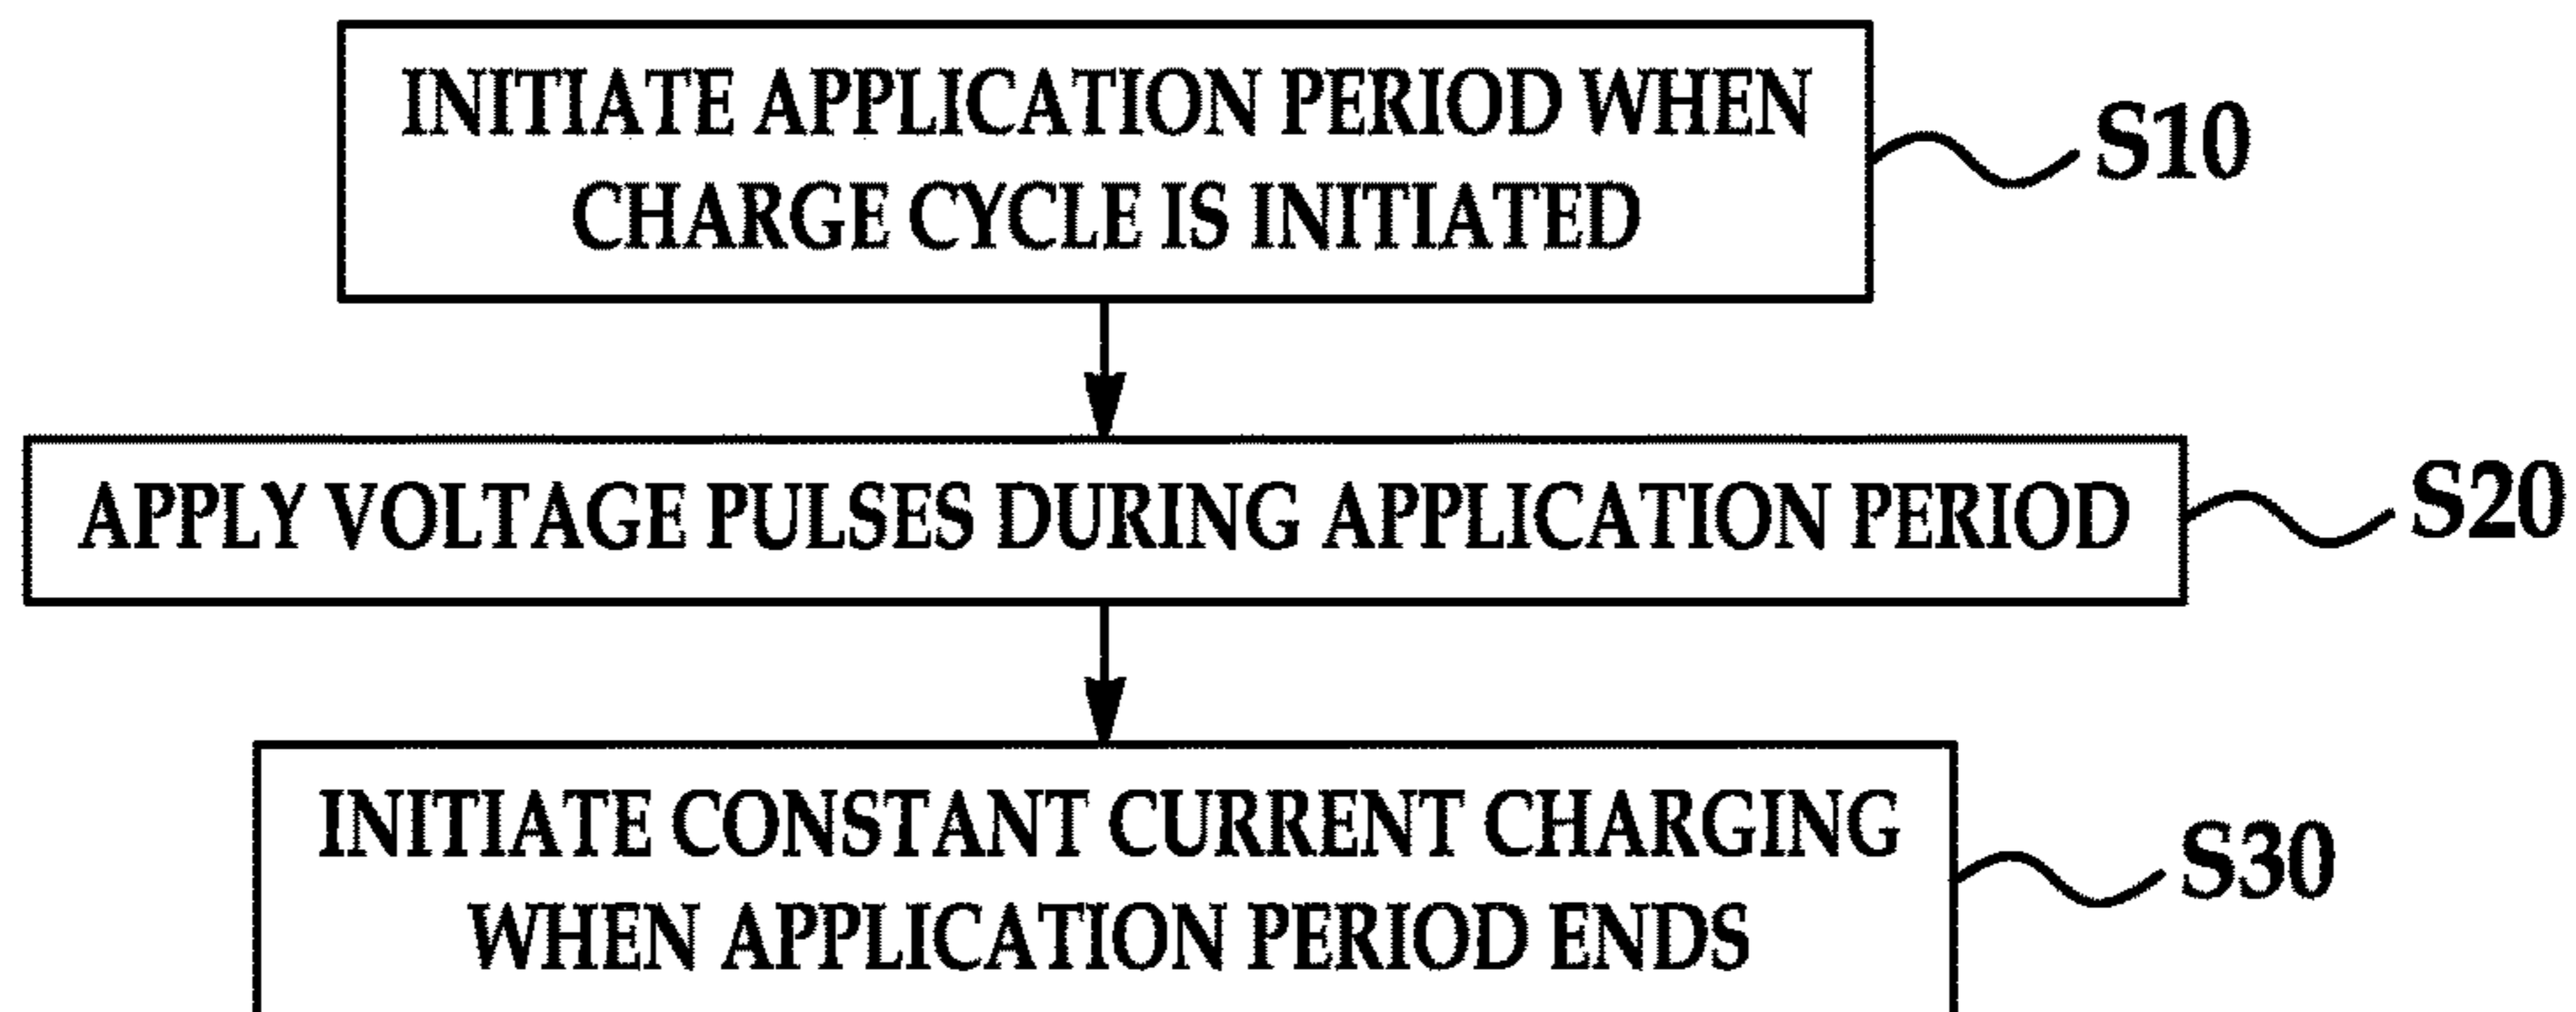 INITIATE APPLICATION PERIOD WHEN
CHARGE CYCLE IS INITIATED
S10
APPLY VOLTAGE PULSES DURING APPLICATION PERIOD
S20
INITIATE CONSTANT CURRENT CHARGING
WHEN APPLICATION PERIOD ENDS
S30